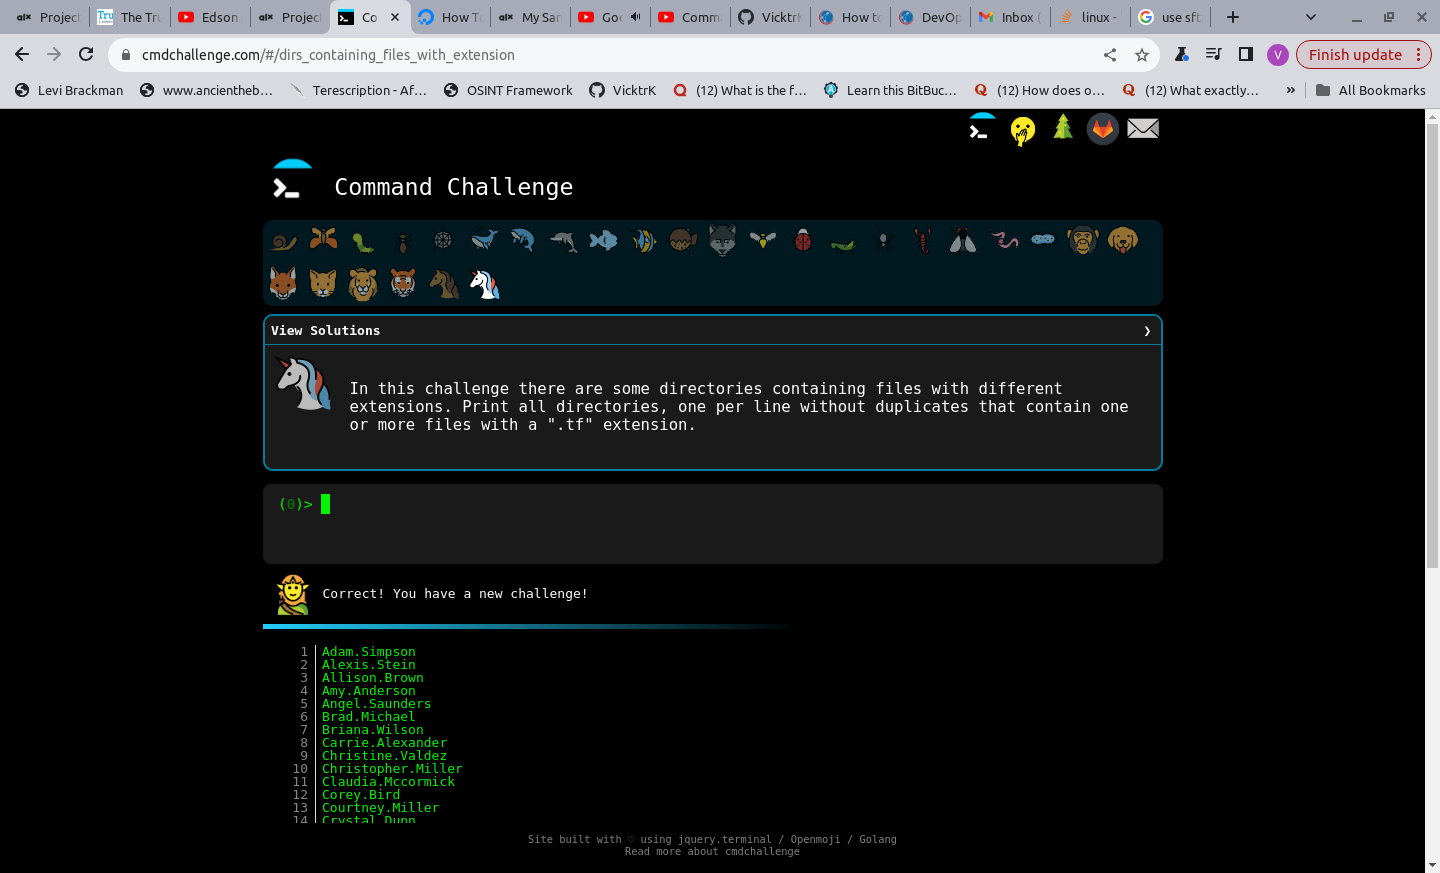 Project
The Tru
Edson
Project
Co
How To
My San
Goo
Comma
VicktrK
How to
DevOp
Inbox (
linux -
use sft
cmdchallenge.com/#/dirs_containing_files_with_extension
V
Finish update
Levi Brackman
www.ancientheb…
Terescription - Af…
OSINT Framework
VicktrK
(12) What is the f…
Learn this BitBuc…
(12) How does o…
(12) What exactly…
»
All Bookmarks
Command Challenge
View Solutions
In this challenge there are some directories containing files with different
extensions. Print all directories, one per line without duplicates that contain one
or more files with a ".tf" extension.
(0)>
Correct! You have a new challenge!
1 Adam.Simpson
2 Alexis.Stein
3 Allison.Brown
4 Amy.Anderson
5 Angel.Saunders
6 Brad.Michael
7 Briana.Wilson
8 Carrie.Alexander
9 Christine.Valdez
10 Christopher.Miller
11 Claudia.Mccormick
12 Corey.Bird
13 Courtney.Miller
14 Crystal.Dunn
Site built with ♡ using jquery.terminal / Openmoji / Golang
Read more about cmdchallenge